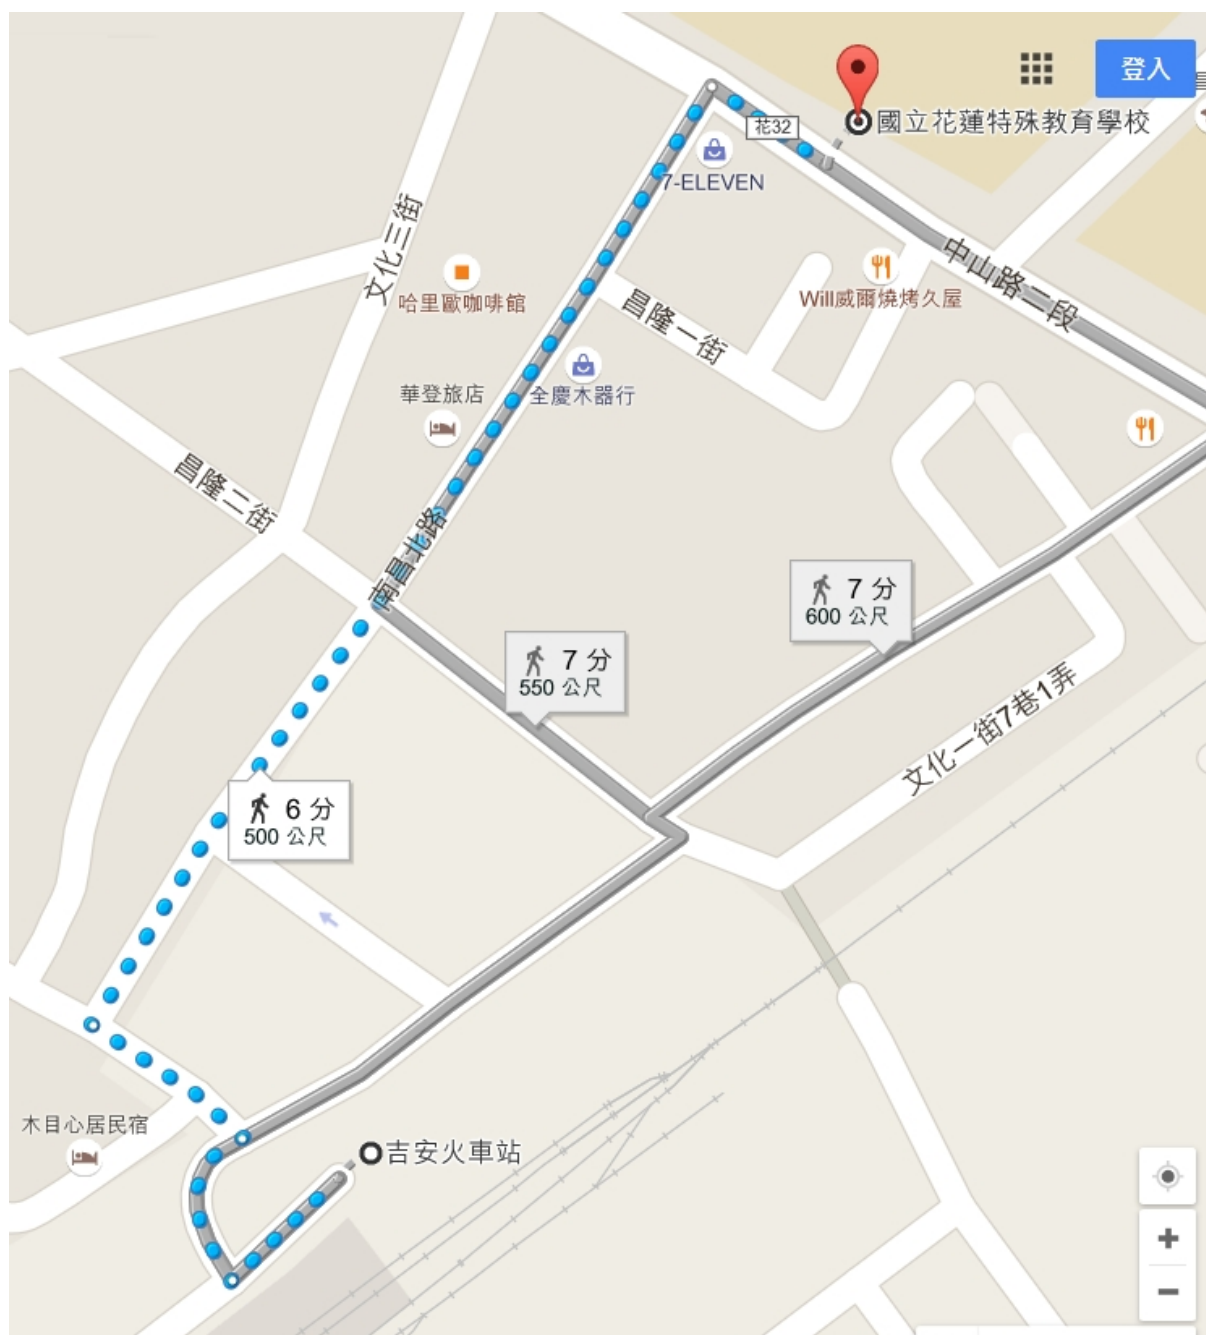 登入
國立花蓮特殊教育學校
花32
7-ELEVEN
文化三街
中山路二段
Will威爾燒烤久屋
哈里歐咖啡館
昌隆一街
華登旅店
全慶木器行
昌隆二街
南昌北路
7 分
600 公尺
7 分
550 公尺
文化一街7巷1弄
6 分
500 公尺
木目心居民宿
吉安火車站